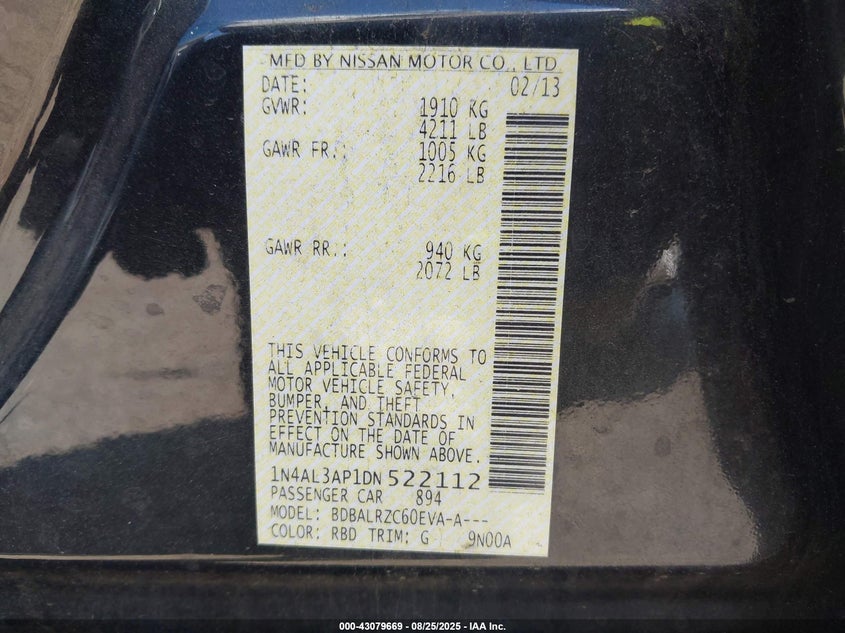 MFD BY NISSAN MOTOR CO., LTD.
DATE: 02/13
GVWR: 1910 KG
4211 LB
GAWR FR.: 1005 KG
2216 LB
GAWR RR.: 940 KG
2072 LB
THIS VEHICLE CONFORMS TO
ALL APPLICABLE FEDERAL
MOTOR VEHICLE SAFETY,
BUMPER, AND THEFT
PREVENTION STANDARDS IN
EFFECT ON THE DATE OF
MANUFACTURE SHOWN ABOVE.
1N4AL3AP1DN522112
PASSENGER CAR 894
MODEL: BDBALRZC60EVA-A---
COLOR: RBD TRIM: G 9N00A
000-43079669 - 08/25/2025 - IAA Inc.